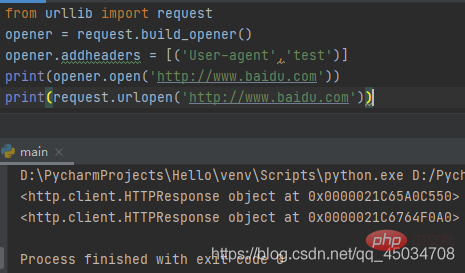 from urllib import request
opener = request.build_opener()
opener.addheaders = [('User-agent','test')]
print(opener.open('http://www.baidu.com'))
print(request.urlopen('http://www.baidu.com'))
main ×
D:\PycharmProjects\Hello\venv\Scripts\python.exe D:/Pych
<http.client.HTTPResponse object at 0x0000021C65A0C550>
<http.client.HTTPResponse object at 0x0000021C6764F0A0>
php
https://blog.csdn.net/qq_45034708
Process finished with exit code 0